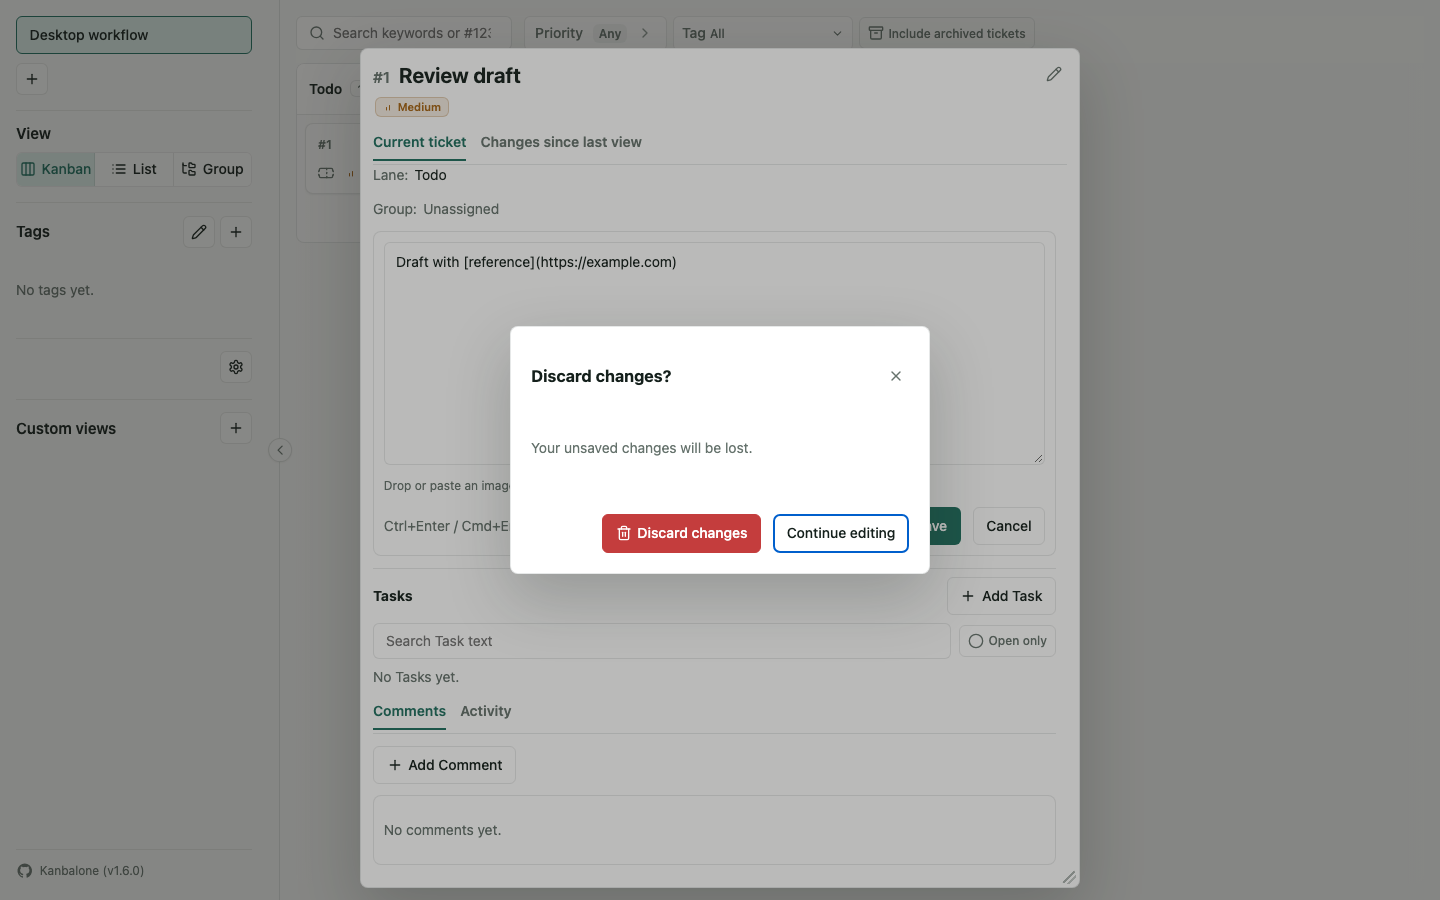 Desktop workflow
Search keywords or #123
Priority Any
Tag All
Include archived tickets
View
Kanban
List
Group
Tags
No tags yet.
Custom views
Kanbalone (v1.6.0)
Todo
#1
#1 Review draft
Medium
Current ticket
Changes since last view
Lane: Todo
Group: Unassigned
Draft with [reference](https://example.com)
Drop or paste an
Ctrl+Enter / Cmd+E
Cancel
Discard changes?
Your unsaved changes will be lost.
Discard changes
Continue editing
Tasks
Add Task
Search Task text
Open only
No Tasks yet.
Comments
Activity
Add Comment
No comments yet.